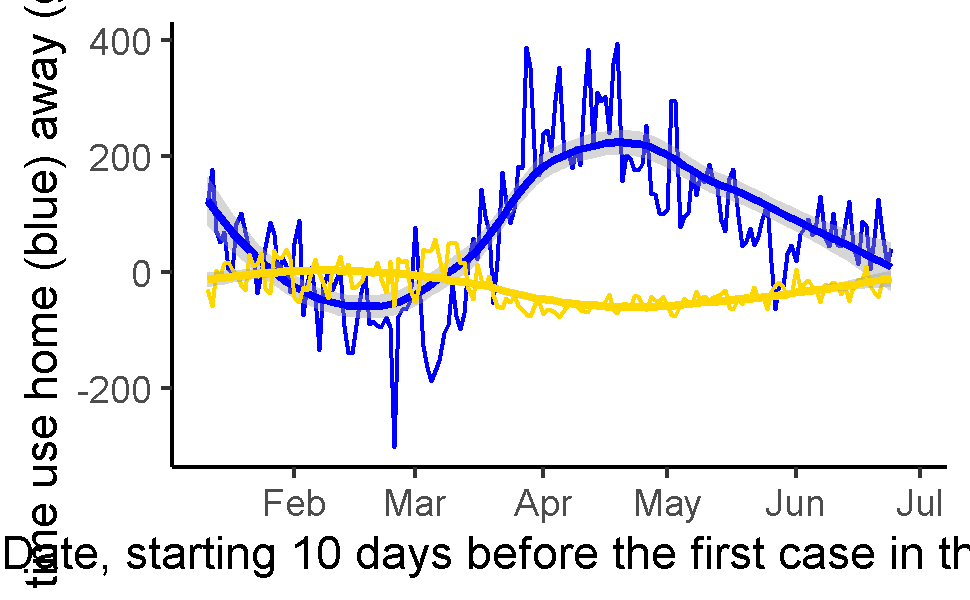 time use home (blue) away (
400
200
0
-200
Feb Mar Apr May Jun Jul
Date, starting 10 days before the first case in th